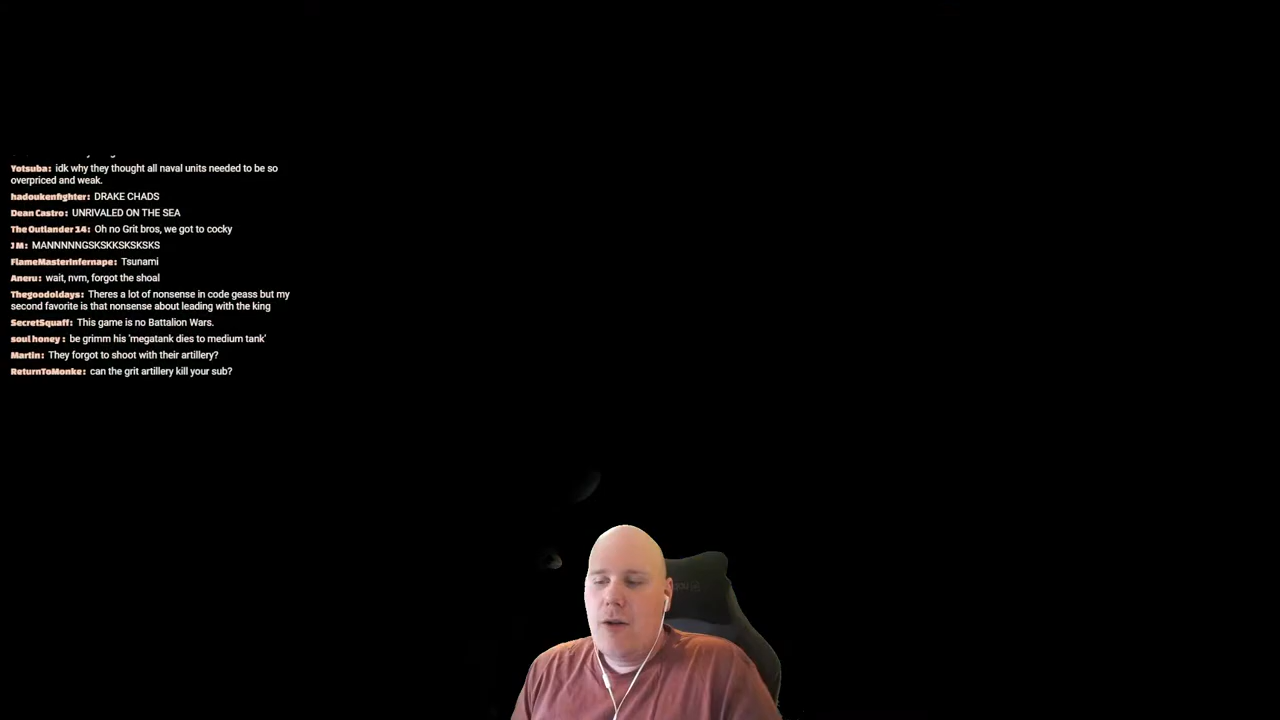 Yotsuba: idk why they thought all naval units needed to be so
overpriced and weak.
hadoukenfighter: DRAKE CHADS
Dean Castro: UNRIVALED ON THE SEA
The Outlander 14: Oh no Grit bros, we got to cocky
J M: MANNNNNGSKSKKSKSKSKS
FlameMasterInfernape: Tsunami
Aneru: wait, nvm, forgot the shoal
Thegoodoldays: Theres a lot of nonsense in code geass but my
second favorite is that nonsense about leading with the king
SecretSquaff: This game is no Battalion Wars.
soul honey: be grimm his 'megatank dies to medium tank'
Martin: They forgot to shoot with their artillery?
ReturnToMonke: can the grit artillery kill your sub?